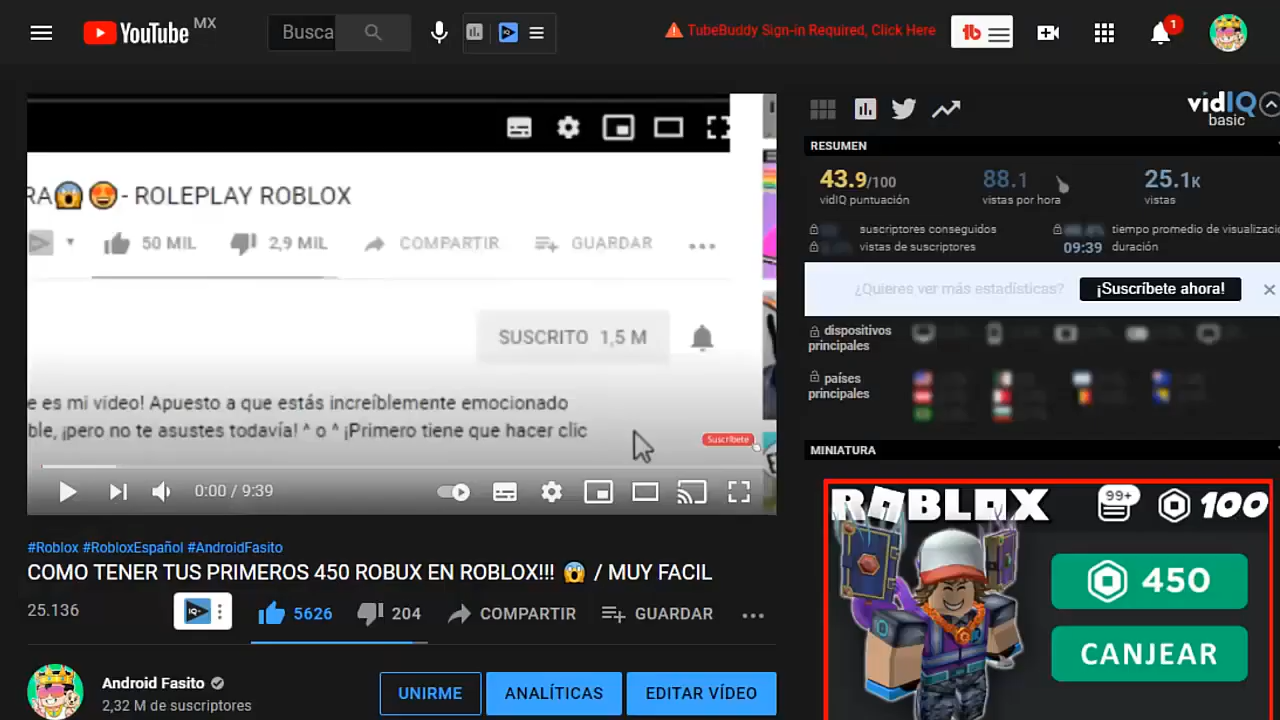 YouTube MX
Busca
TubeBuddy Sign-in Required, Click Here
tb
1
RA😱😍- ROLEPLAY ROBLOX
50 MIL
2,9 MIL
COMPARTIR
GUARDAR
SUSCRITO 1,5 M
e es mi video! Apuesto a que estás increíblemente emocionado
ble, ¡pero no te asustes todavía! ^ o ^ ¡Primero tiene que hacer clic
Suscríbete
0:00 / 9:39
#Roblox #RobloxEspañol #AndroidFasito
COMO TENER TUS PRIMEROS 450 ROBUX EN ROBLOX!!! 😱 / MUY FACIL
25.136
IQ
5626
204
COMPARTIR
GUARDAR
Android Fasito
2,32 M de suscriptores
UNIRME
ANALÍTICAS
EDITAR VÍDEO
vidIQ
basic
RESUMEN
43.9/100
vidIQ puntuación
88.1
vistas por hora
25.1K
vistas
suscriptores conseguidos
vistas de suscriptores
tiempo promedio de visualizació
09:39 duración
¿Quieres ver más estadísticas?
¡Suscríbete ahora!
dispositivos
principales
países
principales
MINIATURA
ROBLOX
99+
100
450
CANJEAR